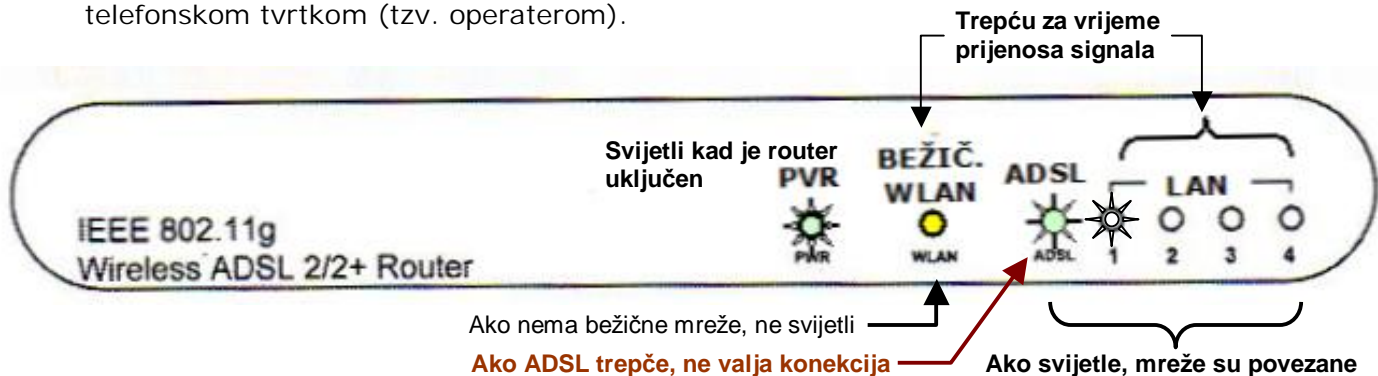 telefonskom tvrtkom (tzv. operaterom).
Trepću za vrijeme
prijenosa signala
Svijetli kad je router
uključen
PVR
BEŽIČ.
WLAN
ADSL
LAN
IEEE 802.11g
Wireless ADSL 2/2+ Router
PWR
WLAN
ADSL
1
2
3
4
Ako nema bežične mreže, ne svijetli
Ako ADSL trepče, ne valja konekcija
Ako svijetle, mreže su povezane